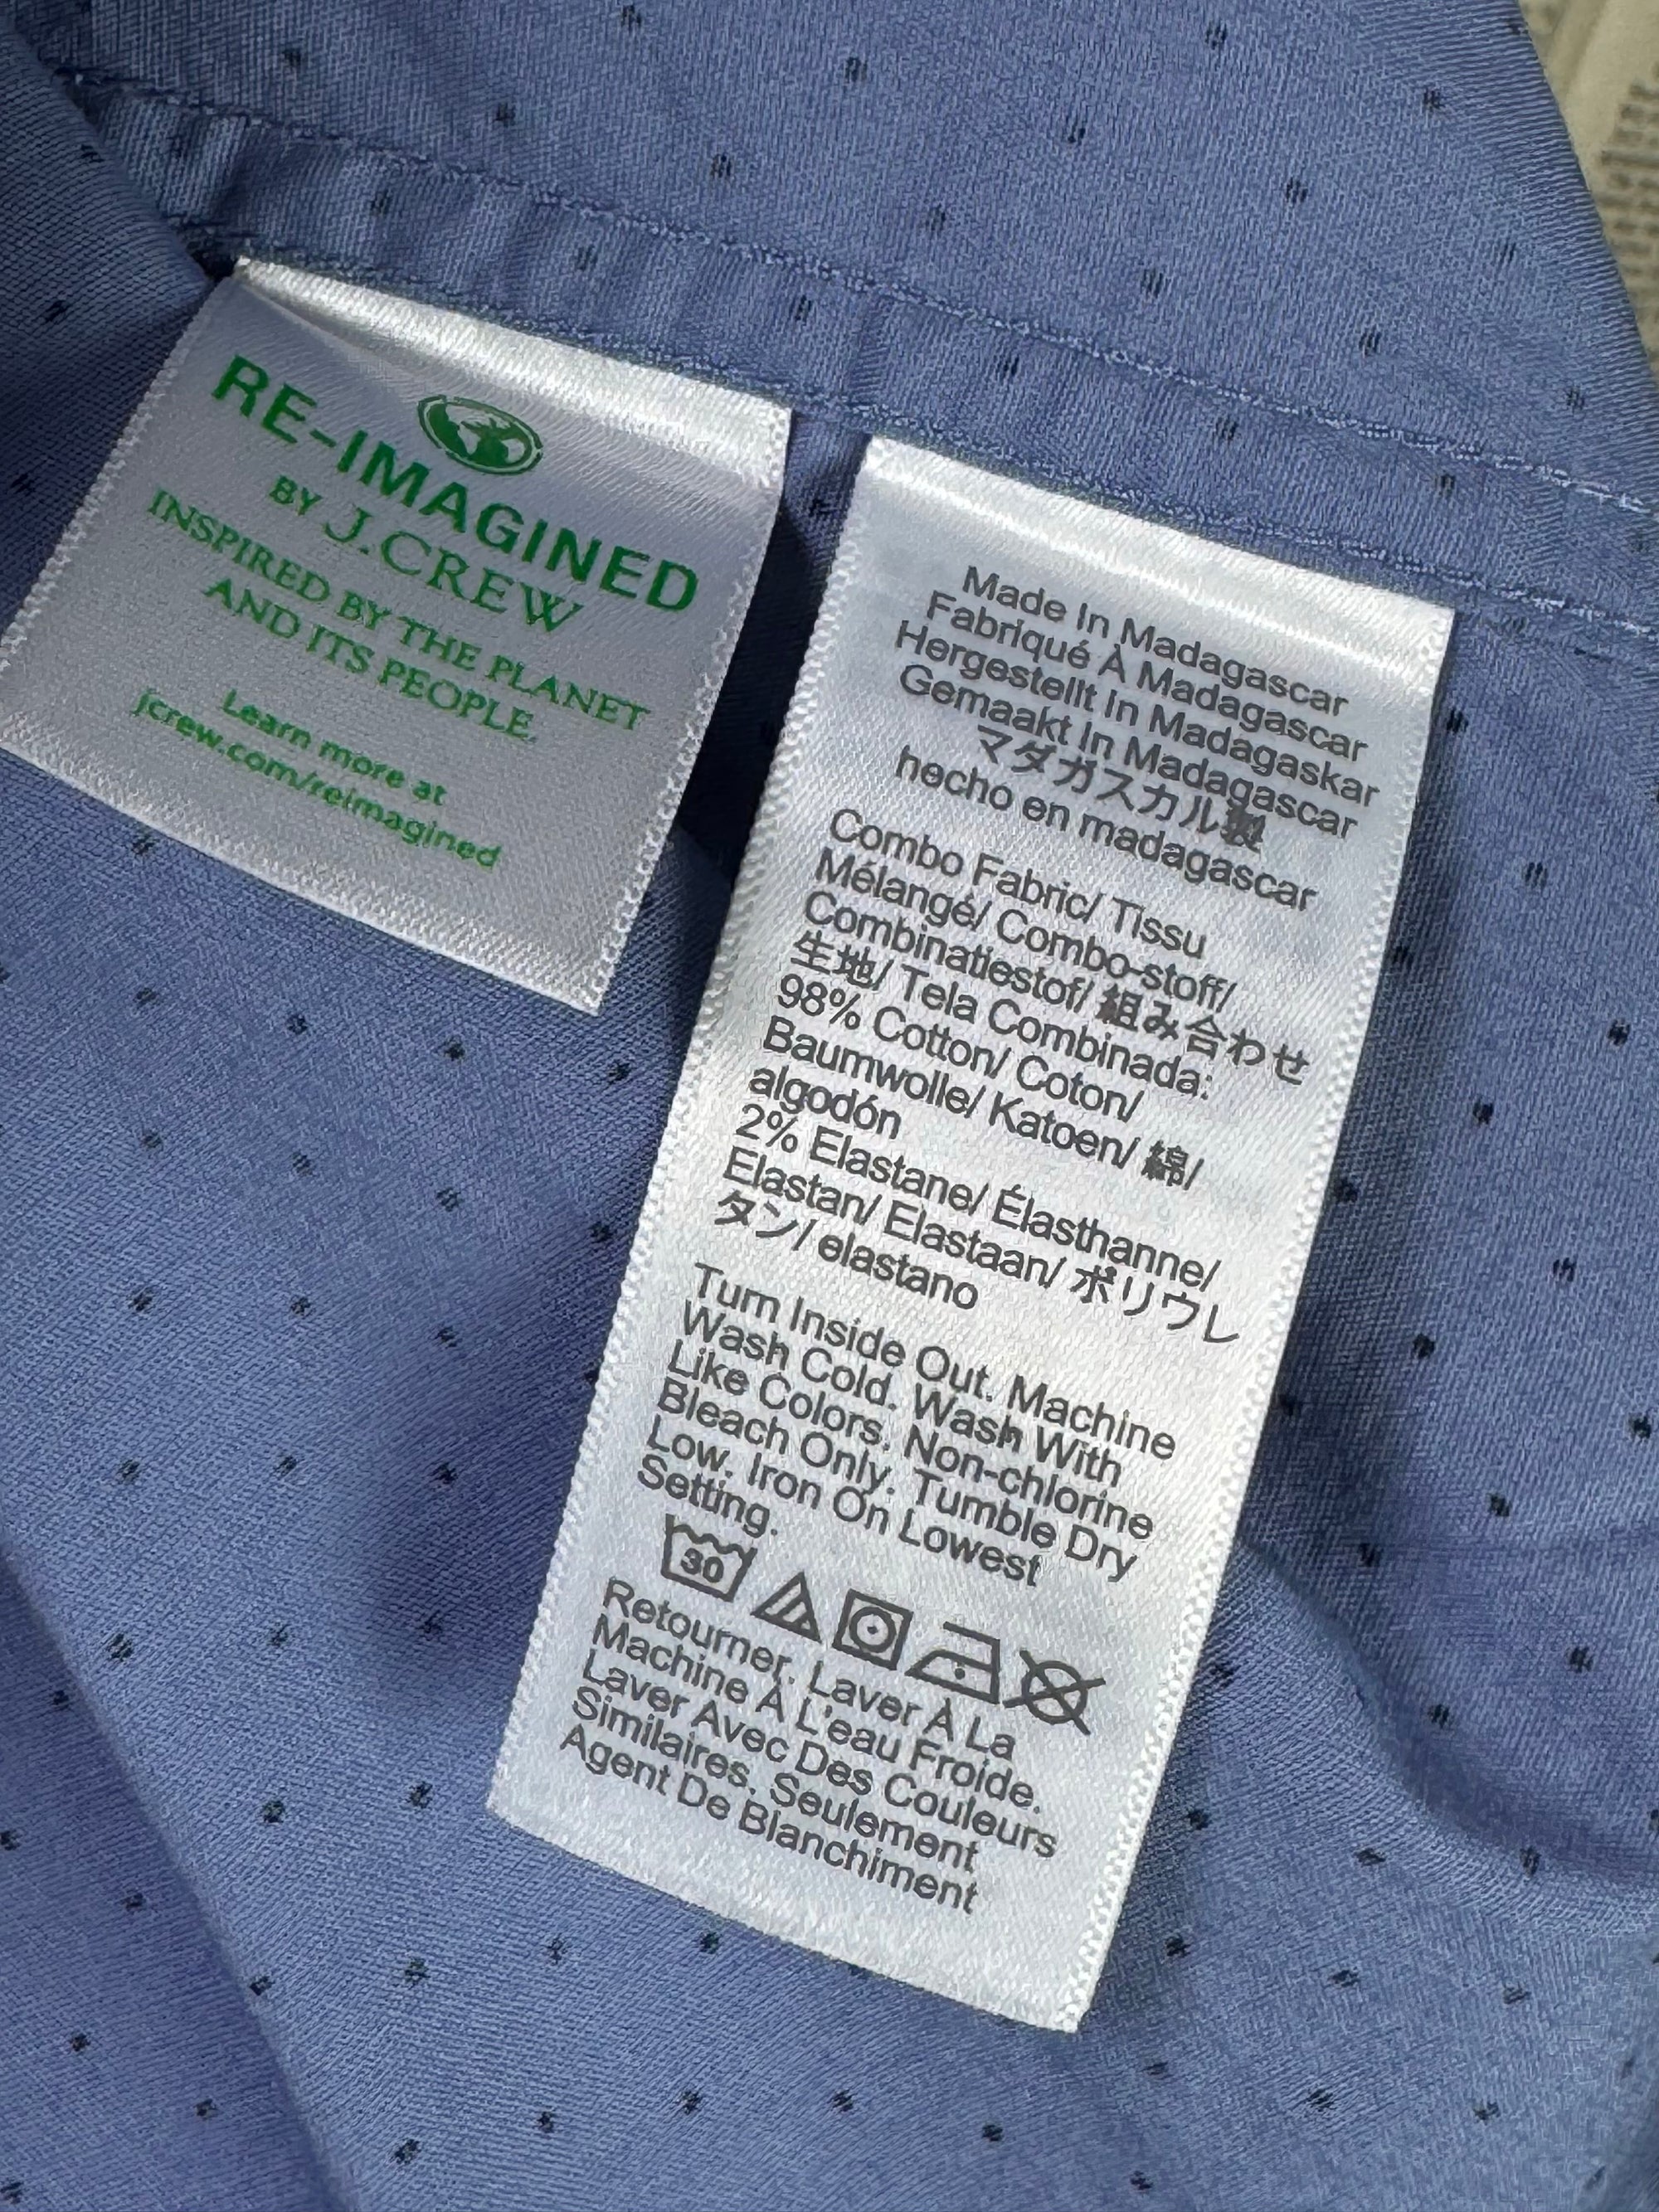 RE-IMAGINED
BY J.CREW
INSPIRED BY THE PLANET
AND ITS PEOPLE.
Learn more at
jcrew.com/reimagined
Made In Madagascar
Fabriqué À Madagascar
Hergestellt In Madagaskar
Gemaakt In Madagascar
マダガスカル製
hecho en madagascar
Combo Fabric/ Tissu
Mélangé/ Combo-stoff/
Combinatiestof/ 組み合わせ
生地/ Tela Combinada:
98% Cotton/ Coton/
Baumwolle/ Katoen/ 綿/
algodón
2% Elastane/ Élasthanne/
Elastan/ Elastaan/ ポリウレ
タン/ elastano
Turn Inside Out. Machine
Wash Cold. Wash With
Like Colors. Non-chlorine
Bleach Only. Tumble Dry
Low. Iron On Lowest
Setting.
30
Retourner. Laver À La
Machine À L'eau Froide.
Laver Avec Des Couleurs
Similaires. Seulement
Agent De Blanchiment